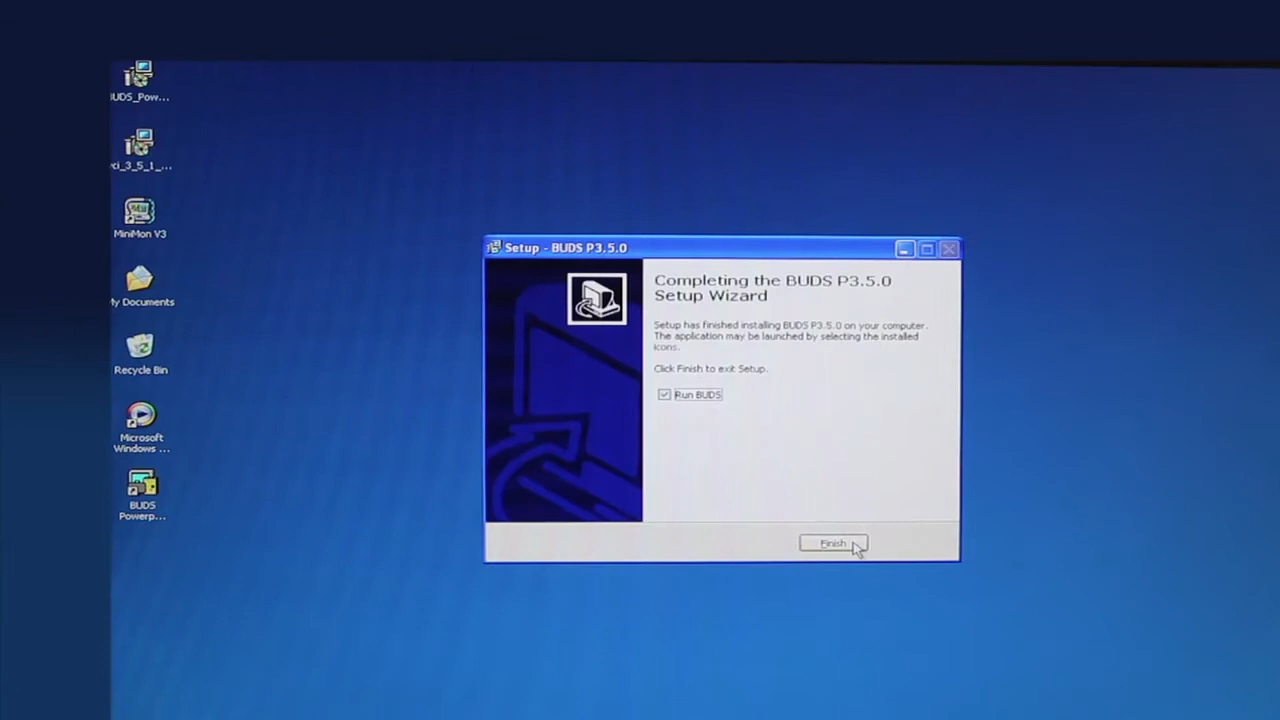 UDS_Pow...
ci_3_5_1_...
MiniMon V3
My Documents
Recycle Bin
Microsoft
Windows ...
BUDS
Powerp...
Setup - BUDS P3.5.0
Completing the BUDS P3.5.0
Setup Wizard
Setup has finished installing BUDS P3.5.0 on your computer.
The application may be launched by selecting the installed
icons.
Click Finish to exit Setup.
Run BUDS
Finish